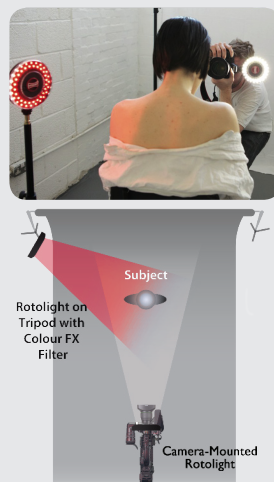 Subject
Rotolight on
Tripod with
Colour FX
Filter
Camera-Mounted
Rotolight